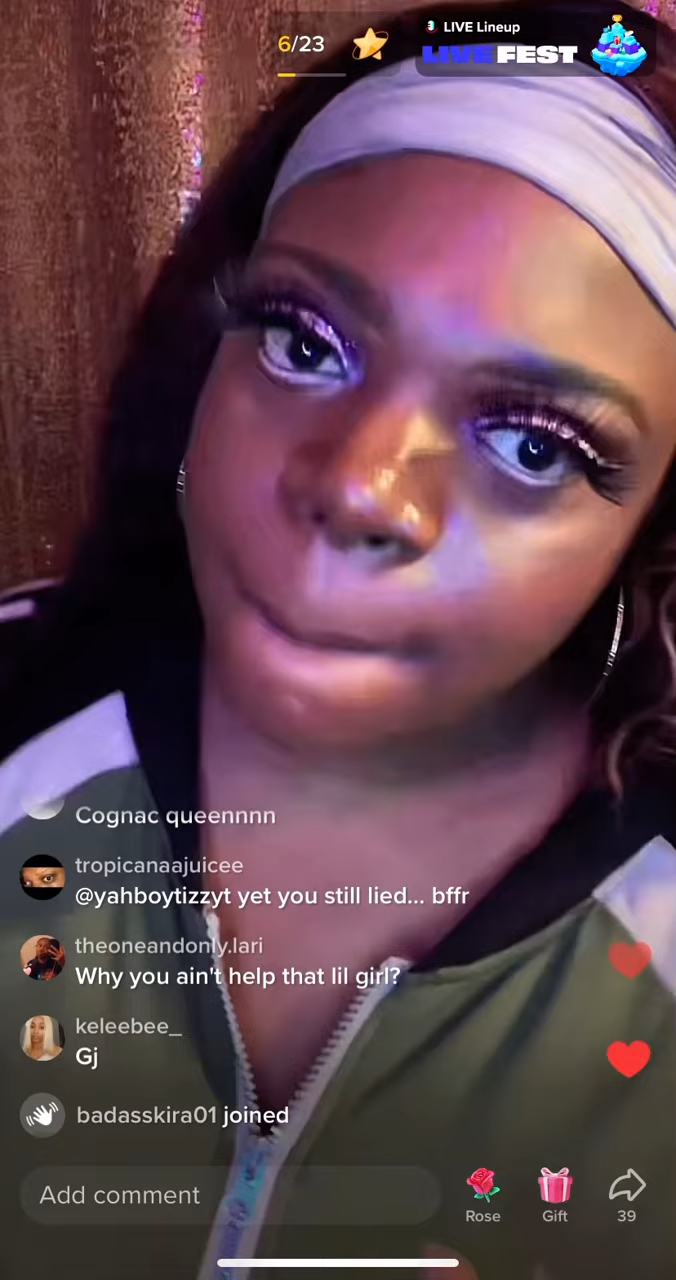 6/23
LIVE Lineup
LIVE FEST
Cognac queennnn
tropicanaajuicee
@yahboytizzyt yet you still lied... bffr
theoneandonly.lari
Why you ain't help that lil girl?
keleebee_
Gj
badasskira01 joined
Add comment
Rose
Gift
39